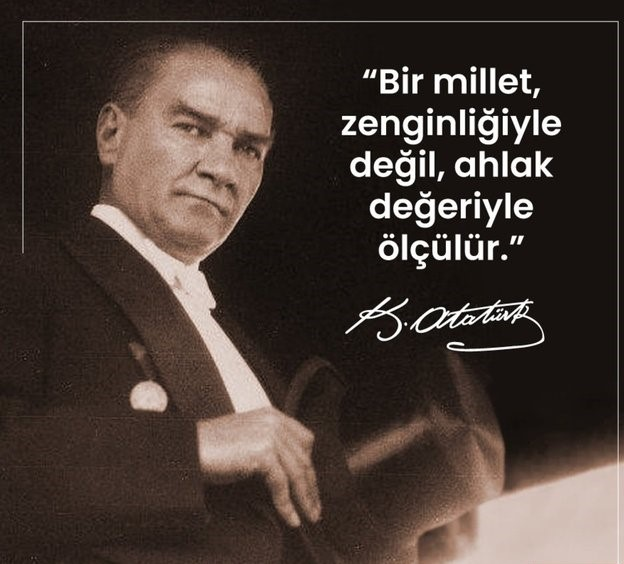 “Bir millet,
zenginliğiyle
değil, ahlak
değeriyle
ölçülür.”
K. Atatürk